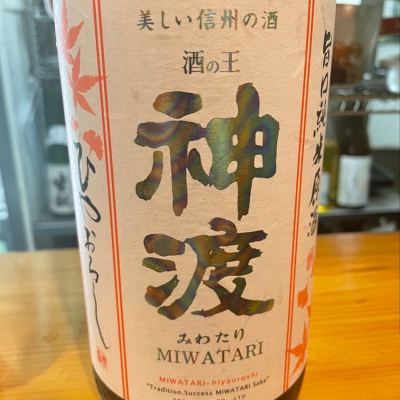 美しい信州の酒
酒の王
神渡
みわたり
MIWATARI
MIWATARI-hiyaoroshi
"Tradition.Success MIWATARI Sake"
ひやおろし
旨口純米原酒